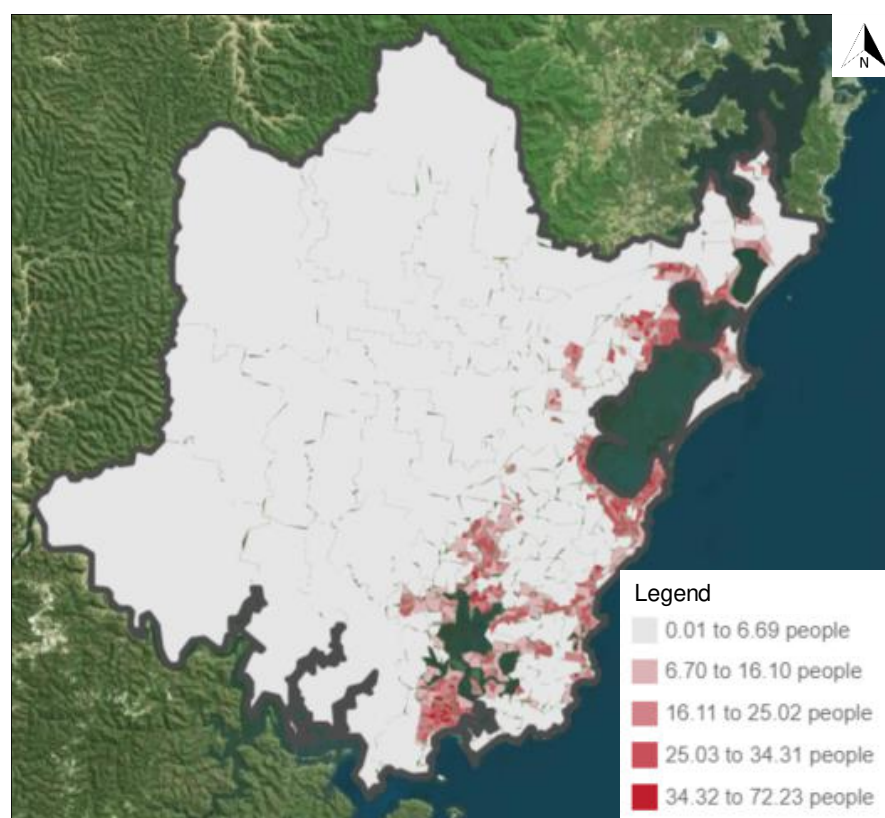 N
Legend
0.01 to 6.69 people
6.70 to 16.10 people
16.11 to 25.02 people
25.03 to 34.31 people
34.32 to 72.23 people